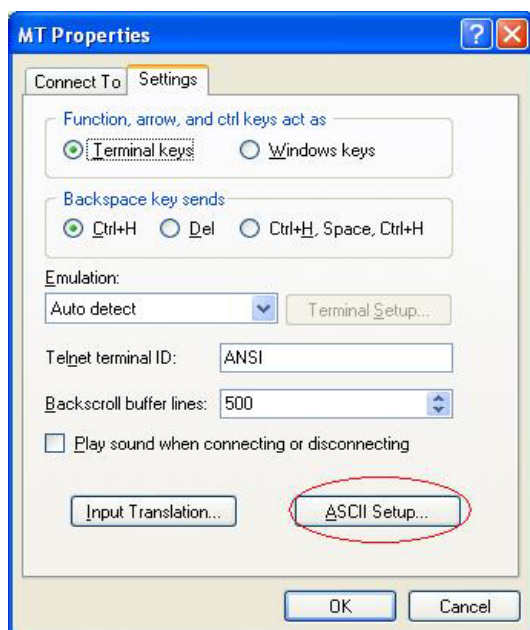 MT Properties
Connect To Settings
Function, arrow, and ctrl keys act as
Terminal keys Windows keys
Backspace key sends
Ctrl+H Del Ctrl+H, Space, Ctrl+H
Emulation:
Auto detect Terminal Setup...
Telnet terminal ID: ANSI
Backscroll buffer lines: 500
Play sound when connecting or disconnecting
Input Translation... ASCII Setup...
OK Cancel